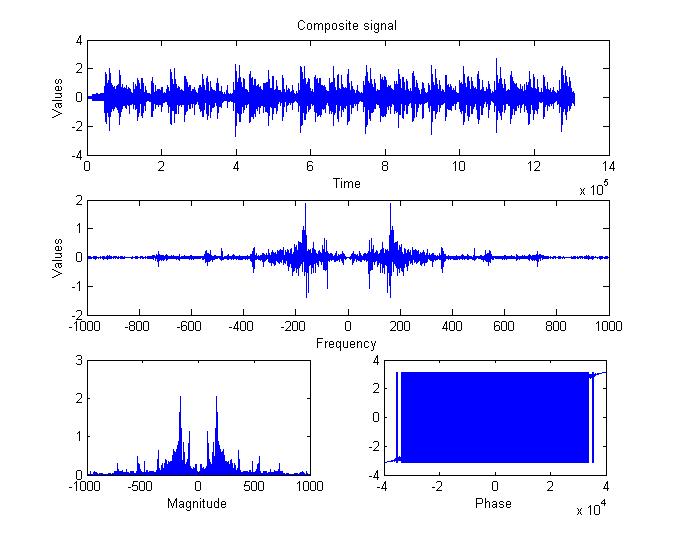 Composite signal
4
2
0
-2
-4
Values
0 2 4 6 8 10 12 14
Time
x 10^5
2
1
0
-1
-2
Values
-1000 -800 -600 -400 -200 0 200 400 600 800 1000
Frequency
3
2
1
0
-1000 -500 0 500 1000
Magnitude
4
2
0
-2
-4
-4 -2 0 2 4
Phase
x 10^4